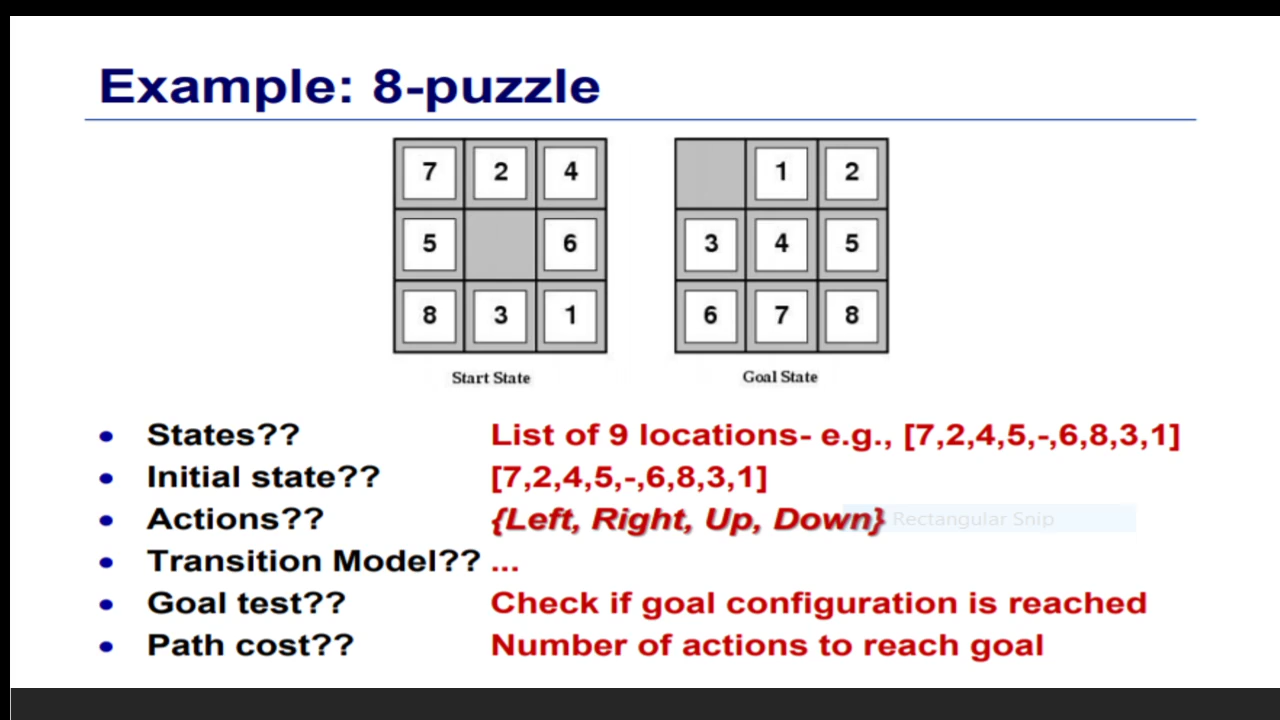 Example: 8-puzzle
7 2 4
5 6
8 3 1
Start State
1 2
3 4 5
6 7 8
Goal State
• States?? List of 9 locations- e.g., [7,2,4,5,-,6,8,3,1]
• Initial state?? [7,2,4,5,-,6,8,3,1]
• Actions?? {Left, Right, Up, Down} Rectangular Snip
• Transition Model?? ...
• Goal test?? Check if goal configuration is reached
• Path cost?? Number of actions to reach goal